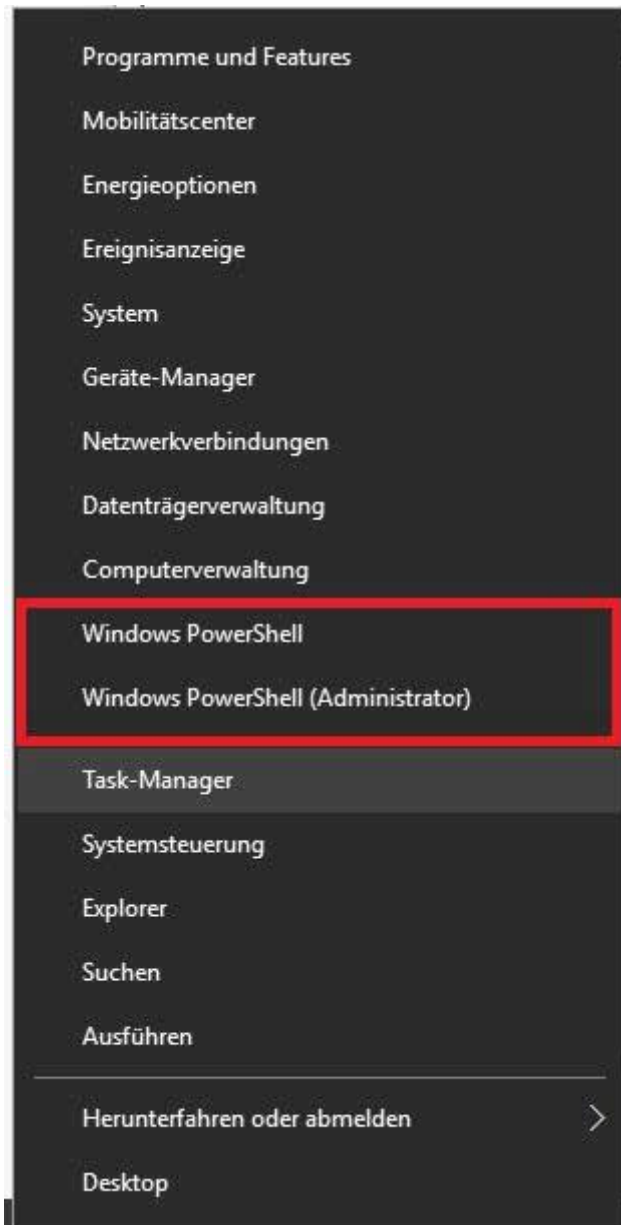 Programme und Features
Mobilitätscenter
Energieoptionen
Ereignisanzeige
System
Geräte-Manager
Netzwerkverbindungen
Datenträgerverwaltung
Computerverwaltung
Windows PowerShell
Windows PowerShell (Administrator)
Task-Manager
Systemsteuerung
Explorer
Suchen
Ausführen
Herunterfahren oder abmelden
Desktop